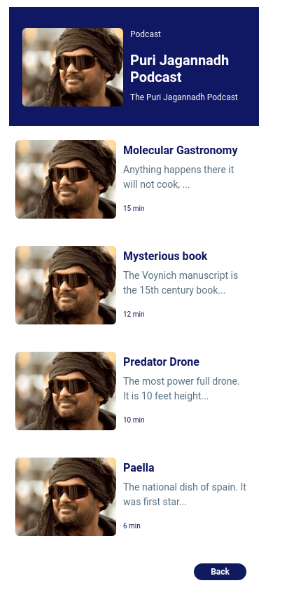 Podcast
Puri Jagannadh
Podcast
The Puri Jagannadh Podcast
Molecular Gastronomy
Anything happens there it
will not cook, ...
15 min
Mysterious book
The Voynich manuscript is
the 15th century book...
12 min
Predator Drone
The most power full drone.
It is 10 feet height...
10 min
Paella
The national dish of spain. It
was first star...
6 min
Back